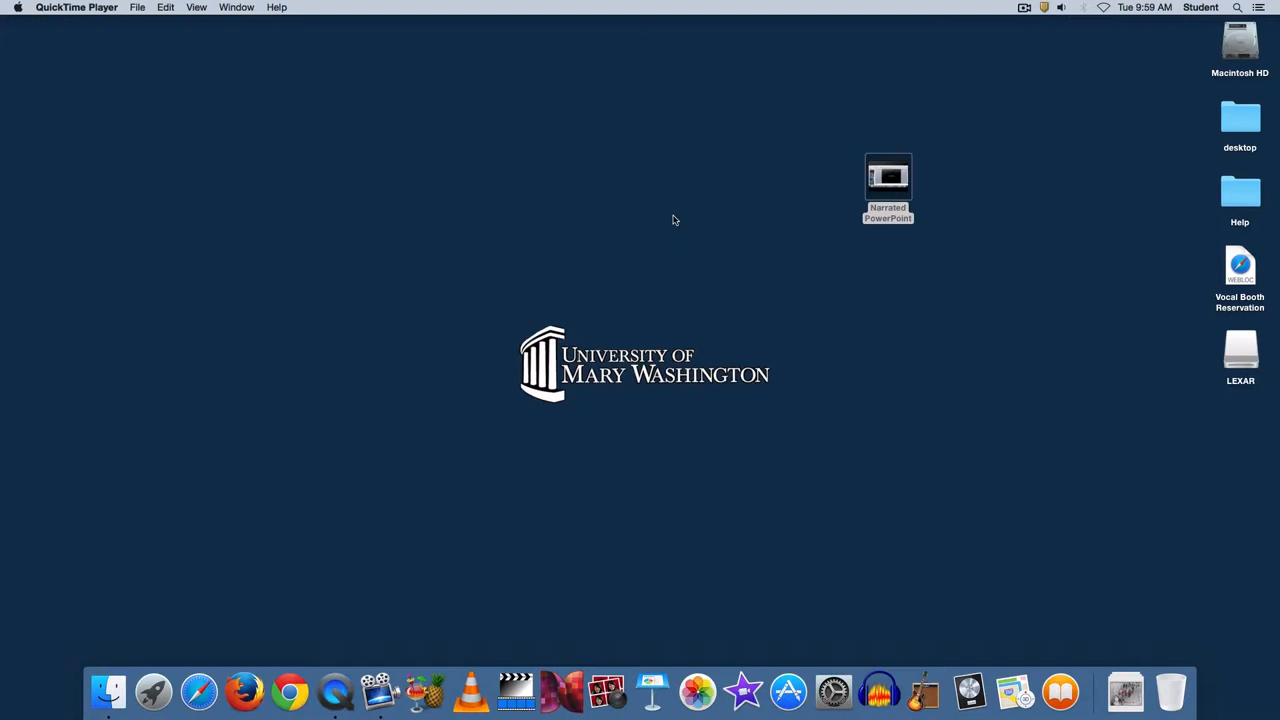 QuickTime Player File Edit View Window Help Tue 9:59 AM Student
Macintosh HD
desktop
Narrated
PowerPoint
Help
WEBLOC
Vocal Booth
Reservation
UNIVERSITY OF
MARY WASHINGTON
LEXAR